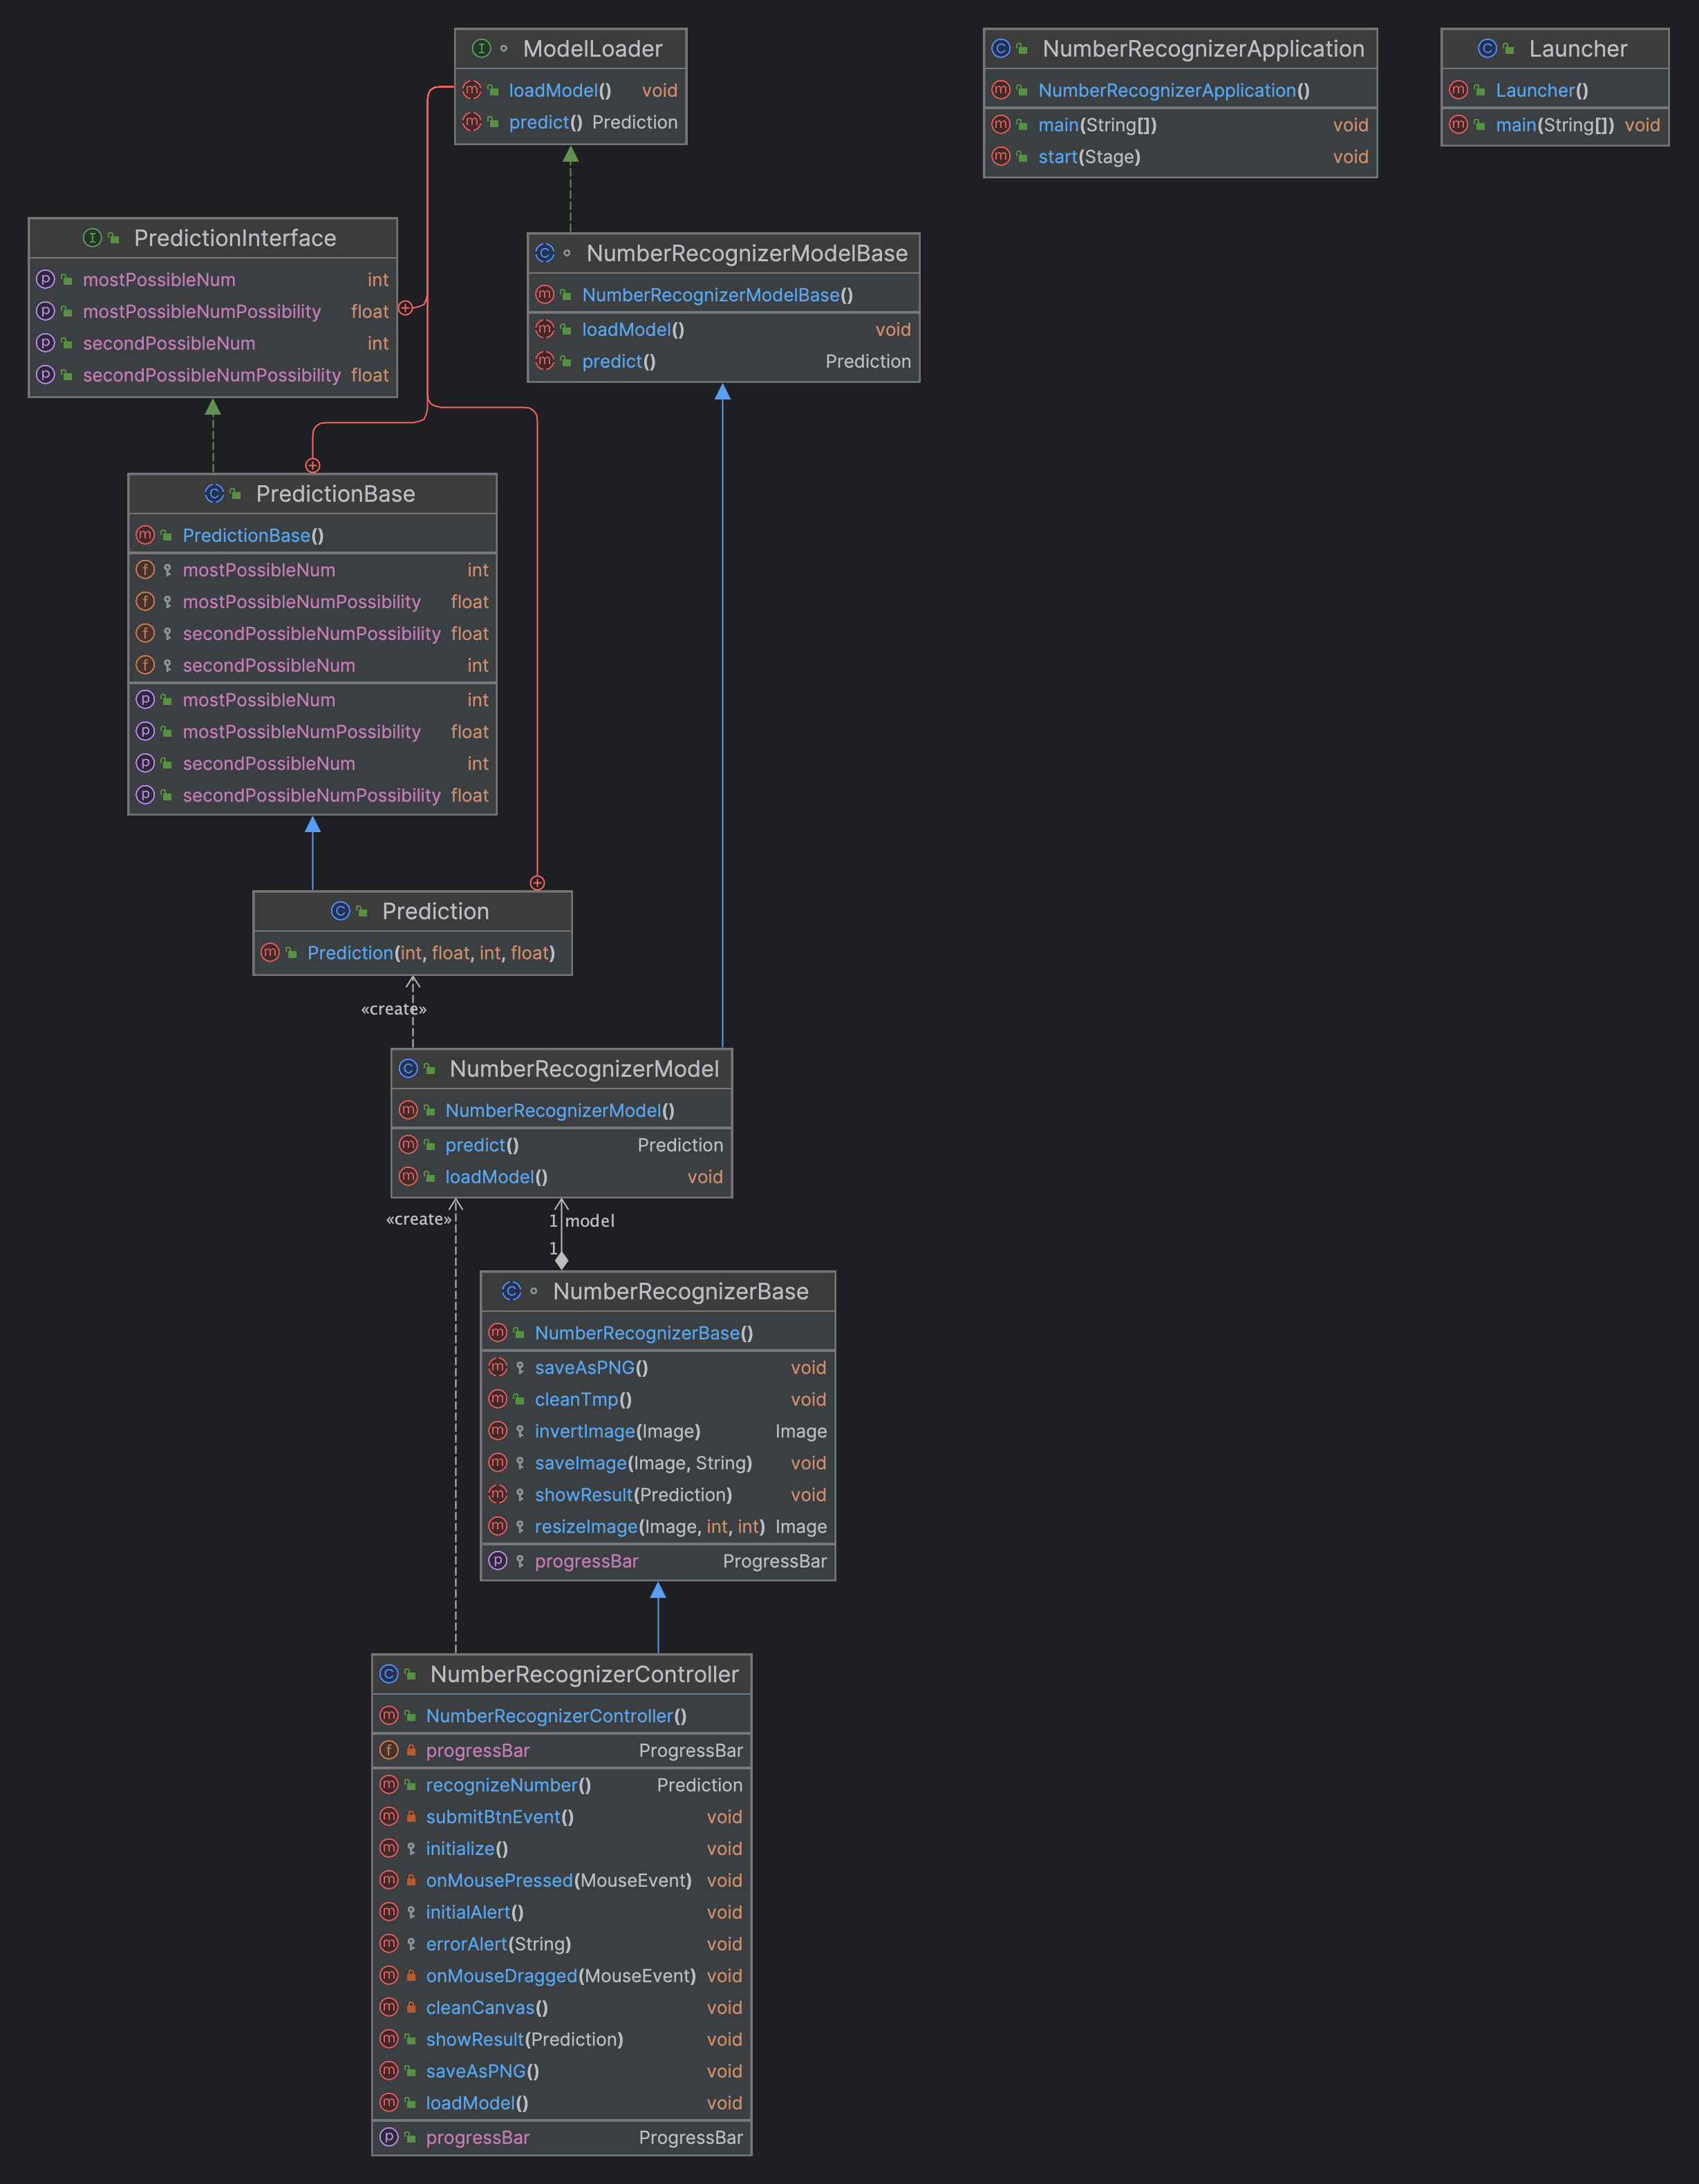 ModelLoader
loadModel() void
predict() Prediction
NumberRecognizerApplication
NumberRecognizerApplication()
main(String[]) void
start(Stage) void
Launcher
Launcher()
main(String[]) void
PredictionInterface
mostPossibleNum int
mostPossibleNumPossibility float
secondPossibleNum int
secondPossibleNumPossibility float
NumberRecognizerModelBase
NumberRecognizerModelBase()
loadModel() void
predict() Prediction
PredictionBase
PredictionBase()
mostPossibleNum int
mostPossibleNumPossibility float
secondPossibleNumPossibility float
secondPossibleNum int
mostPossibleNum int
mostPossibleNumPossibility float
secondPossibleNum int
secondPossibleNumPossibility float
Prediction
Prediction(int, float, int, float)
«create»
NumberRecognizerModel
NumberRecognizerModel()
predict() Prediction
loadModel() void
«create»
1 model
1
NumberRecognizerBase
NumberRecognizerBase()
saveAsPNG() void
cleanTmp() void
invertImage(Image) Image
saveImage(Image, String) void
showResult(Prediction) void
resizeImage(Image, int, int) Image
progressBar ProgressBar
NumberRecognizerController
NumberRecognizerController()
progressBar ProgressBar
recognizeNumber() Prediction
submitBtnEvent() void
initialize() void
onMousePressed(MouseEvent) void
initialAlert() void
errorAlert(String) void
onMouseDragged(MouseEvent) void
cleanCanvas() void
showResult(Prediction) void
saveAsPNG() void
loadModel() void
progressBar ProgressBar